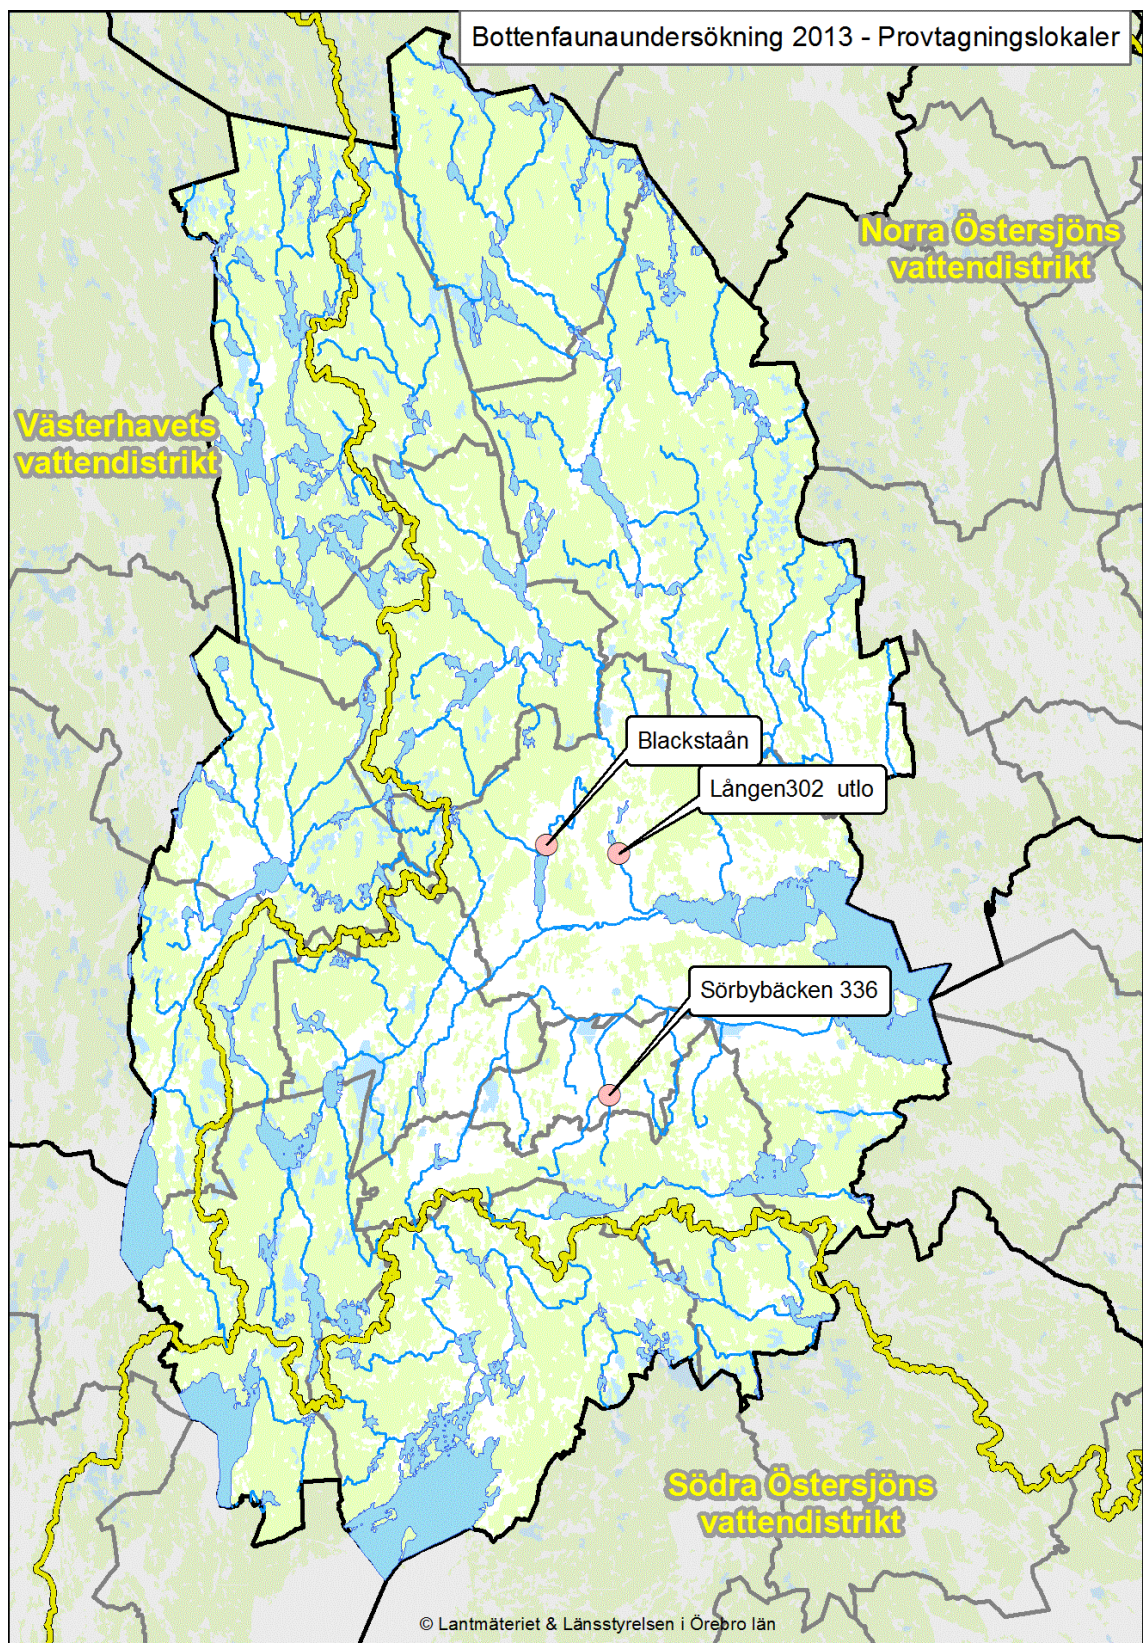 Bottenfaunaundersökning 2013 - Provtagningslokaler
Norra Östersjöns
vattendistrikt
Västerhavets
vattendistrikt
Blackstaån
Lången302 utlo
Sörbybäcken 336
Södra Östersjöns
vattendistrikt
© Lantmäteriet & Länsstyrelsen i Örebro län